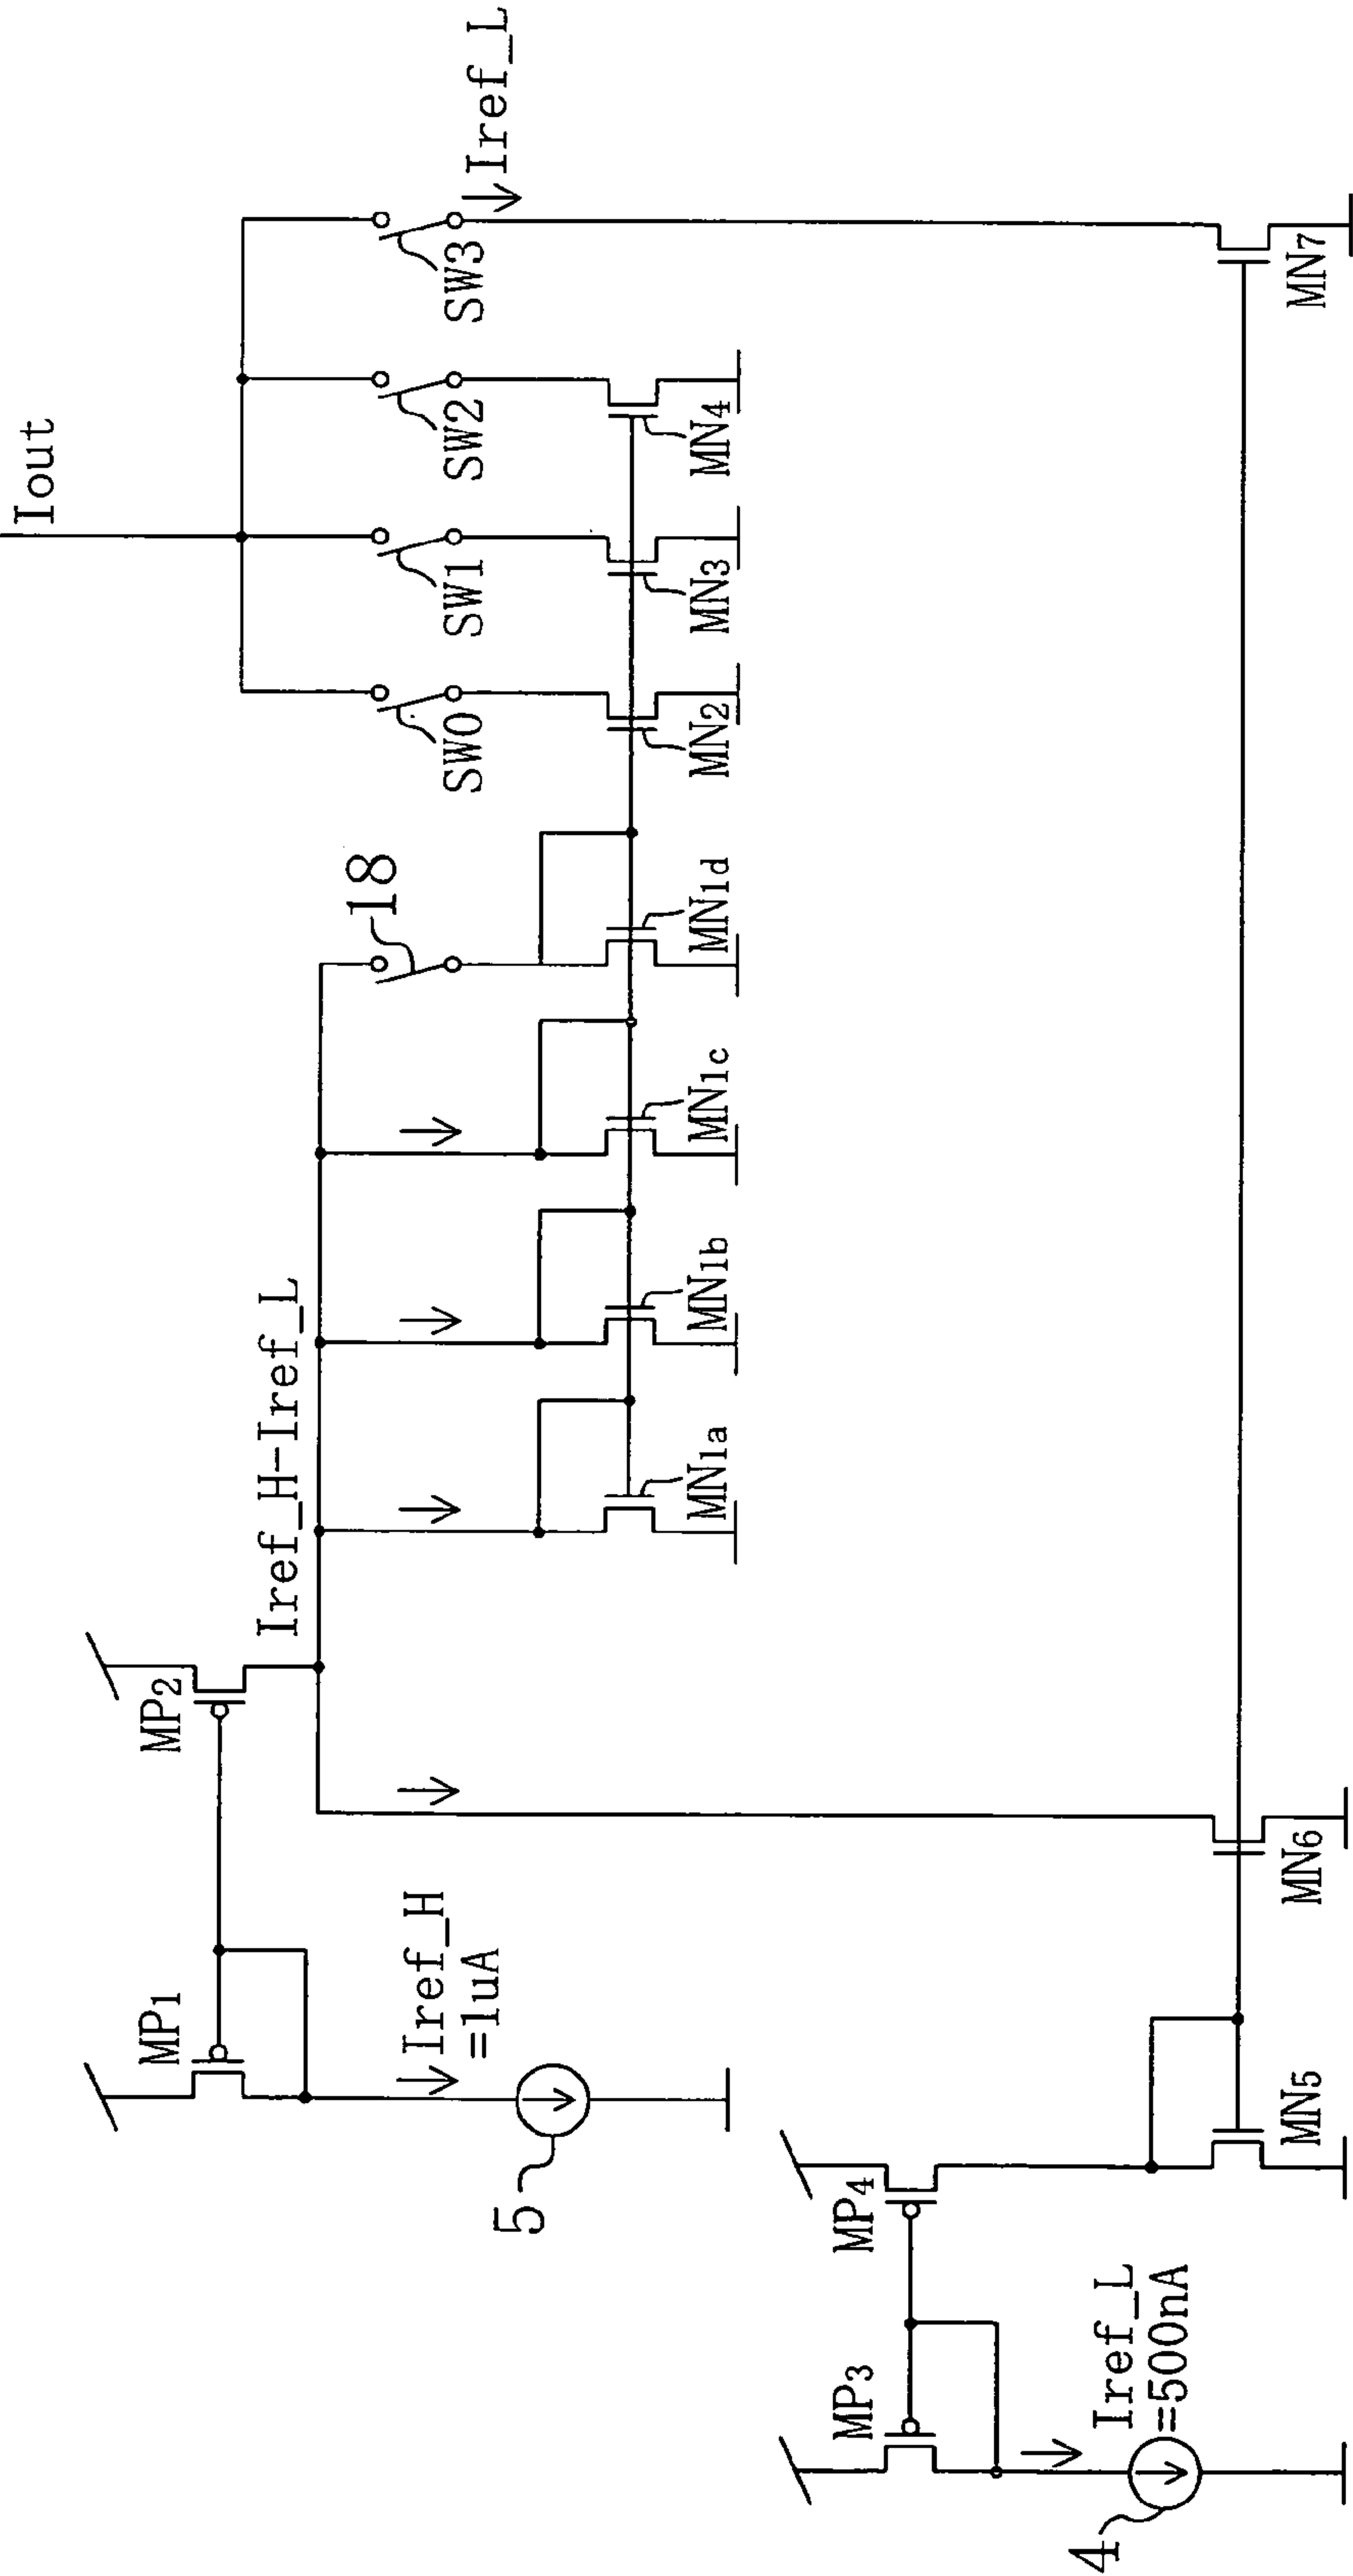 Iout
Iref_H-Iref_L
MP1
MP2
Iref_H
=1uA
5
18
SW0
SW1
SW2
SW3
Iref_L
MN1a
MN1b
MN1c
MN1d
MN2
MN3
MN4
MP3
MP4
Iref_L
=500nA
4
MN5
MN6
MN7